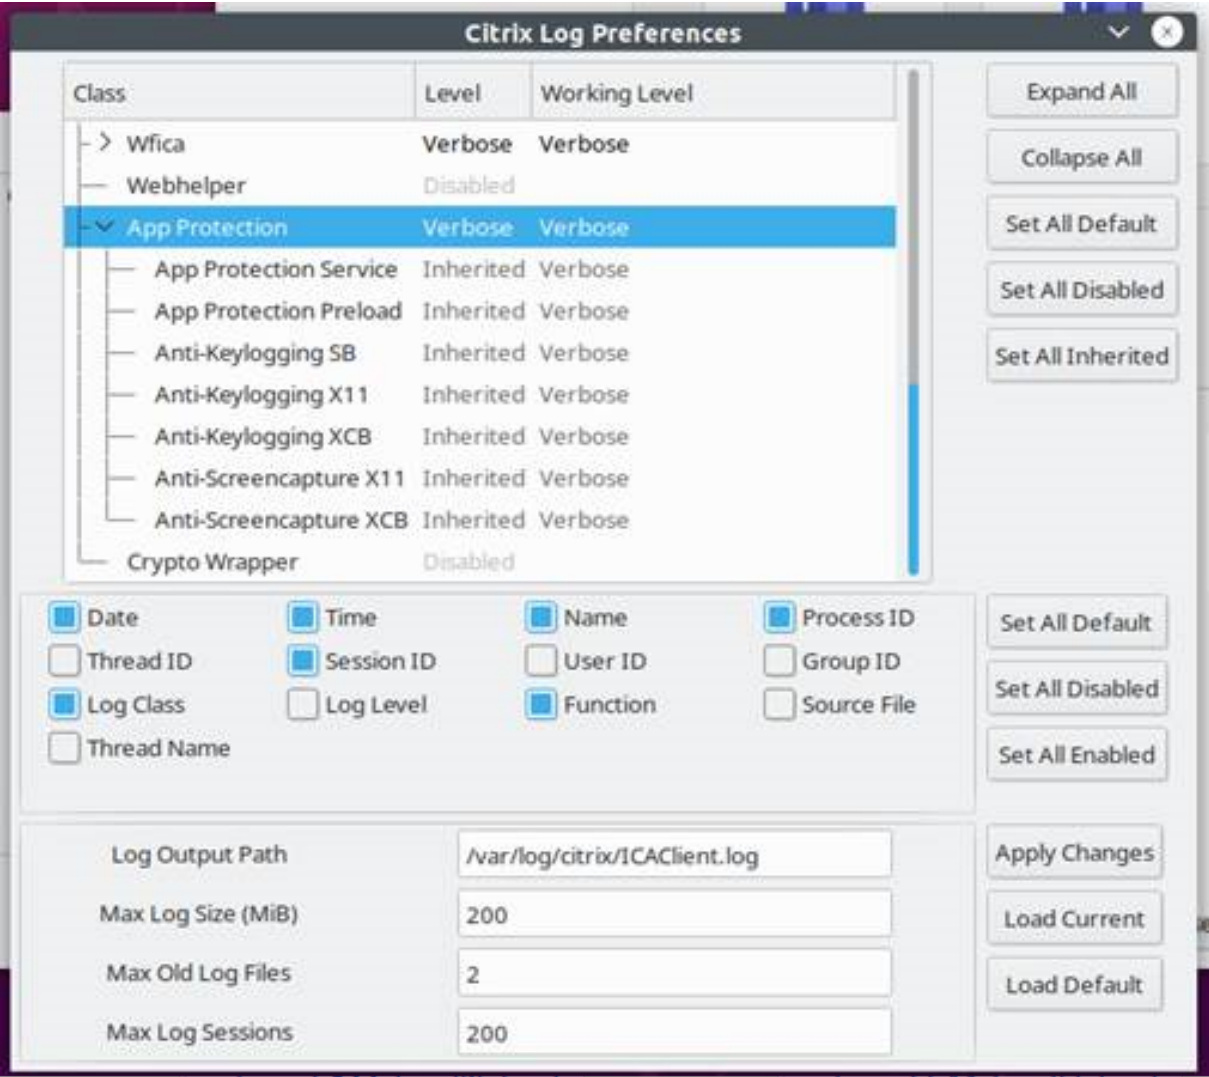 Citrix Log Preferences
Class Level Working Level
Wfica Verbose Verbose
Webhelper Disabled
App Protection Verbose Verbose
App Protection Service Inherited Verbose
App Protection Preload Inherited Verbose
Anti-Keylogging SB Inherited Verbose
Anti-Keylogging X11 Inherited Verbose
Anti-Keylogging XCB Inherited Verbose
Anti-Screencapture X11 Inherited Verbose
Anti-Screencapture XCB Inherited Verbose
Crypto Wrapper Disabled
Expand All
Collapse All
Set All Default
Set All Disabled
Set All Inherited
Date Time Name Process ID
Thread ID Session ID User ID Group ID
Log Class Log Level Function Source File
Thread Name
Set All Default
Set All Disabled
Set All Enabled
Log Output Path /var/log/citrix/ICAClient.log
Max Log Size (MiB) 200
Max Old Log Files 2
Max Log Sessions 200
Apply Changes
Load Current
Load Default